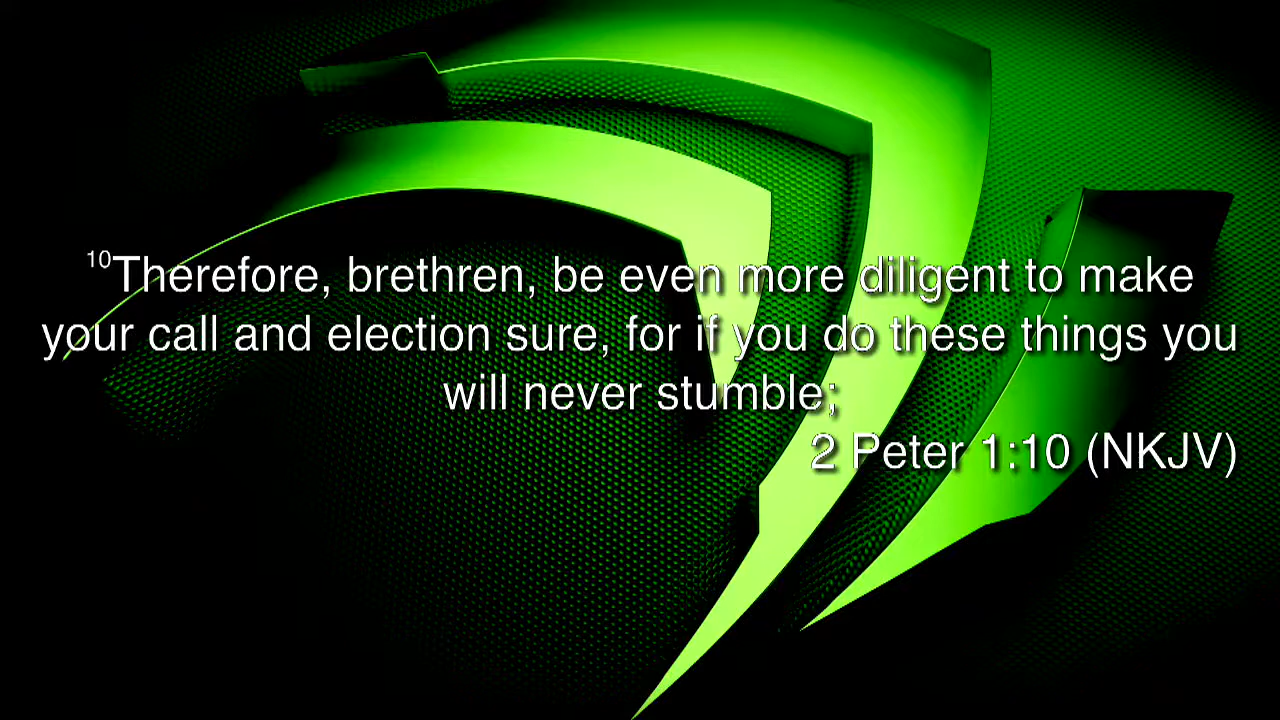 10Therefore, brethren, be even more diligent to make
your call and election sure, for if you do these things you
will never stumble;
2 Peter 1:10 (NKJV)